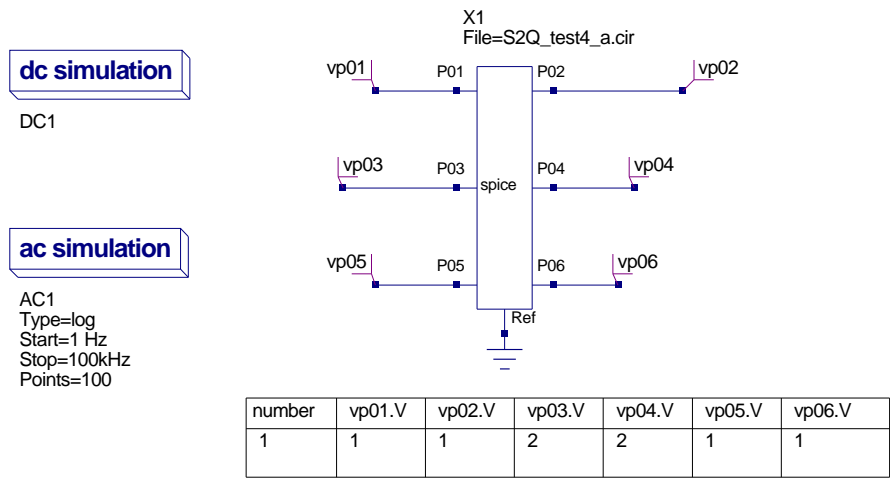 X1
File=S2Q_test4_a.cir
dc simulation
DC1
vp01
P01
P02
vp02
vp03
P03
spice
P04
vp04
ac simulation
AC1
Type=log
Start=1 Hz
Stop=100kHz
Points=100
vp05
P05
P06
vp06
Ref
number vp01.V vp02.V vp03.V vp04.V vp05.V vp06.V
1 1 1 2 2 1 1